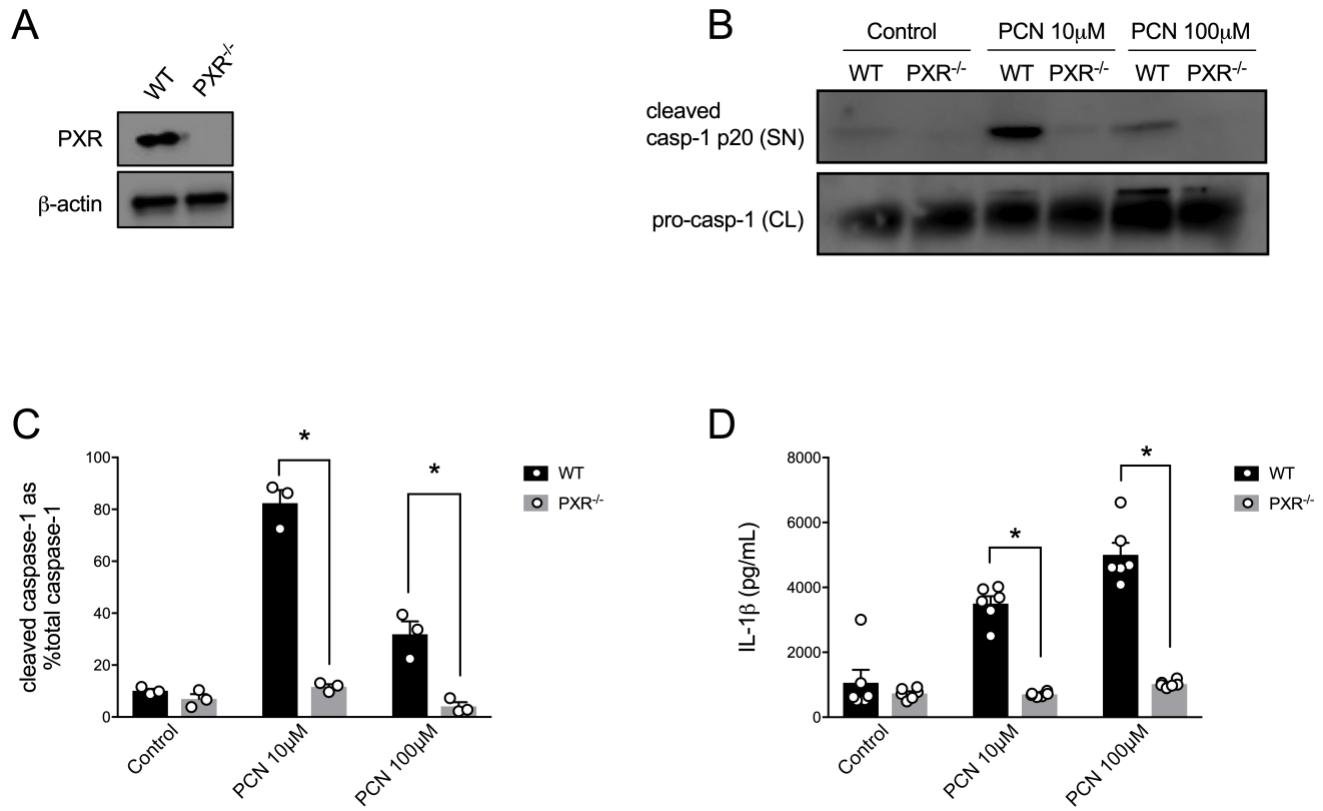 A
WT
PXR⁻/⁻
PXR
β-actin
B
Control
PCN 10μM
PCN 100μM
WT
PXR⁻/⁻
WT
PXR⁻/⁻
WT
PXR⁻/⁻
cleaved
casp-1 p20 (SN)
pro-casp-1 (CL)
C
cleaved caspase-1 as
%total caspase-1
100
80
60
40
20
0
*
*
WT
PXR⁻/⁻
Control
PCN 10μM
PCN 100μM
D
IL-1β (pg/mL)
8000
6000
4000
2000
0
*
*
WT
PXR⁻/⁻
Control
PCN 10μM
PCN 100μM